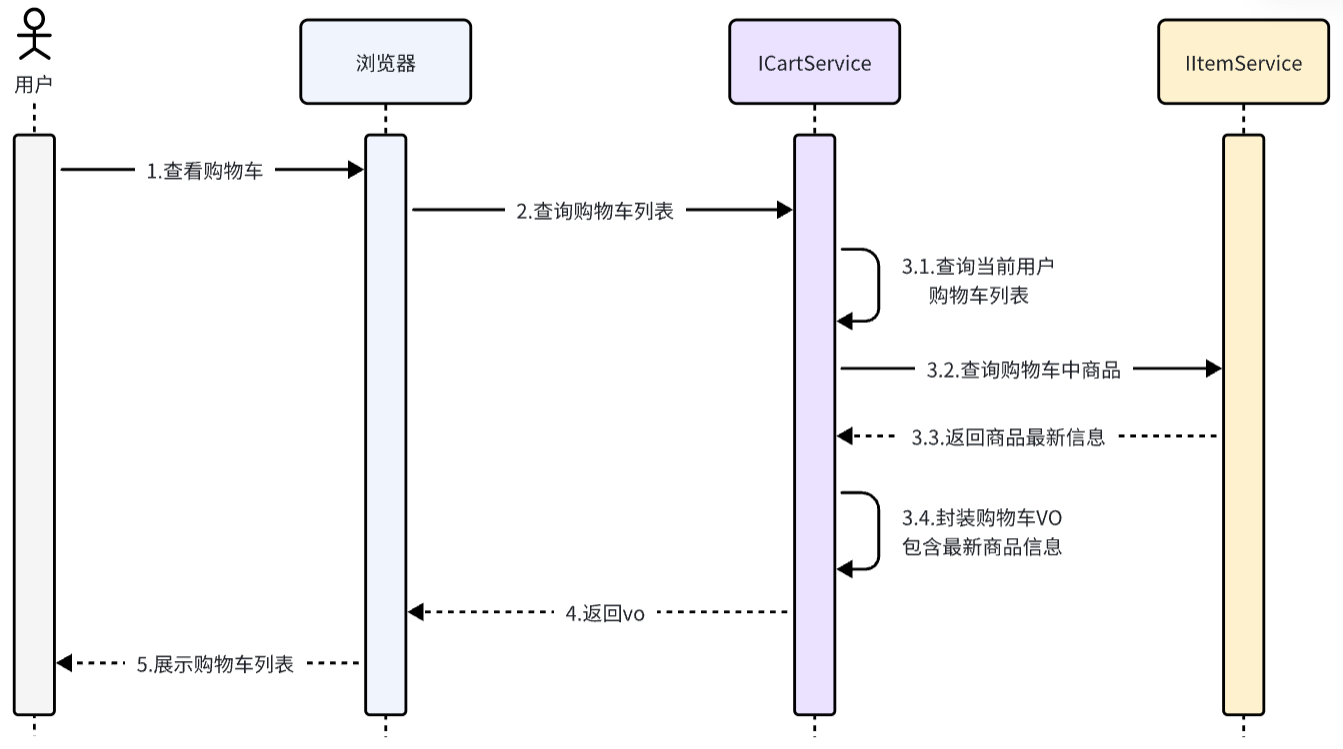 用户
浏览器
ICartService
IItemService
1.查看购物车
2.查询购物车列表
3.1.查询当前用户
购物车列表
3.2.查询购物车中商品
3.3.返回商品最新信息
3.4.封装购物车VO
包含最新商品信息
4.返回vo
5.展示购物车列表